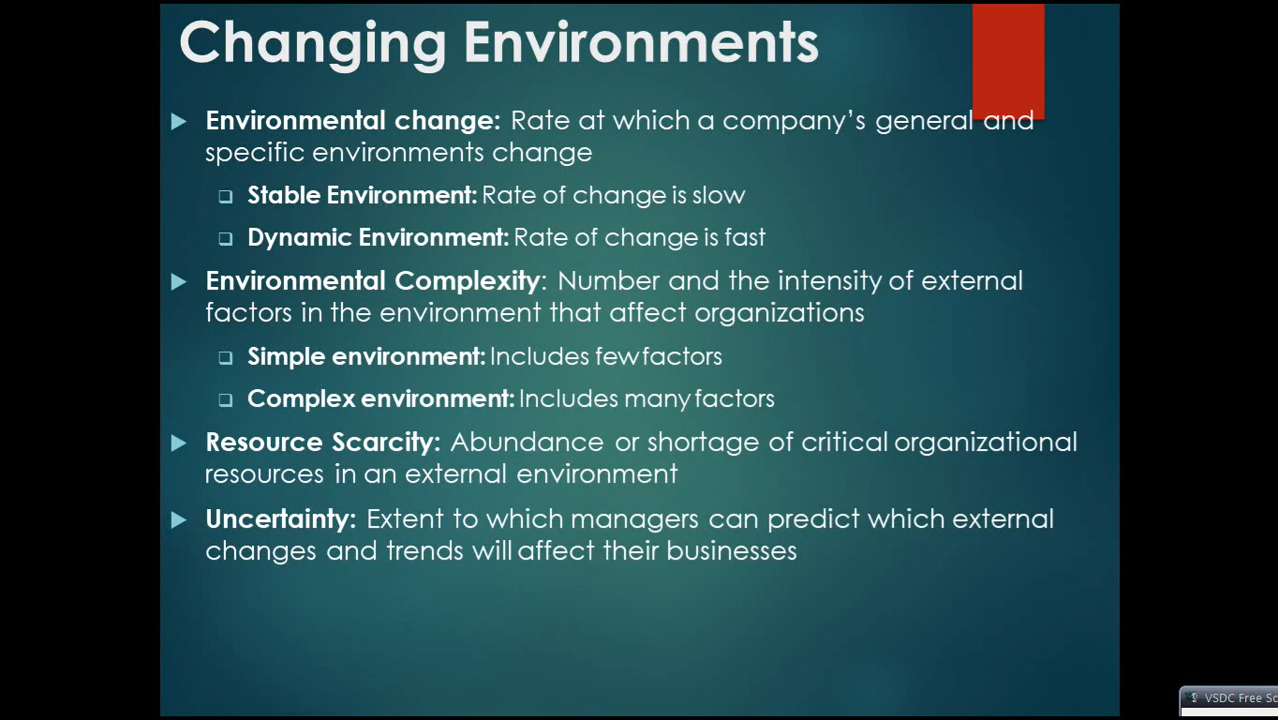 Changing Environments
Environmental change: Rate at which a company's general and
specific environments change
Stable Environment: Rate of change is slow
Dynamic Environment: Rate of change is fast
Environmental Complexity: Number and the intensity of external
factors in the environment that affect organizations
Simple environment: Includes few factors
Complex environment: Includes many factors
Resource Scarcity: Abundance or shortage of critical organizational
resources in an external environment
Uncertainty: Extent to which managers can predict which external
changes and trends will affect their businesses
VSDC Free Sc